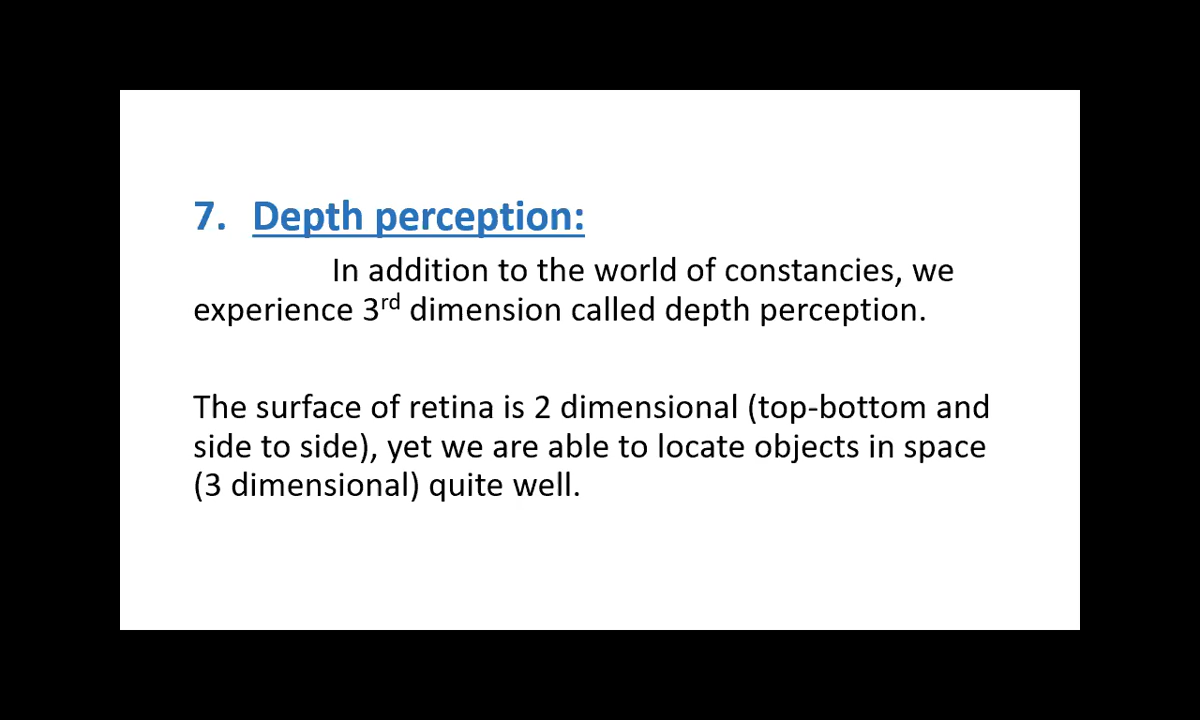 7. Depth perception:
In addition to the world of constancies, we
experience 3rd dimension called depth perception.
The surface of retina is 2 dimensional (top-bottom and
side to side), yet we are able to locate objects in space
(3 dimensional) quite well.